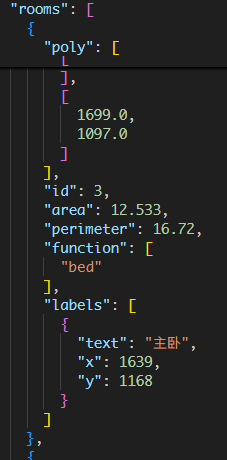 "rooms": [
{
"poly": [
[
],
[
1699.0,
1097.0
]
],
"id": 3,
"area": 12.533,
"perimeter": 16.72,
"function": [
"bed"
],
"labels": [
{
"text": "主卧",
"x": 1639,
"y": 1168
}
]
},
{